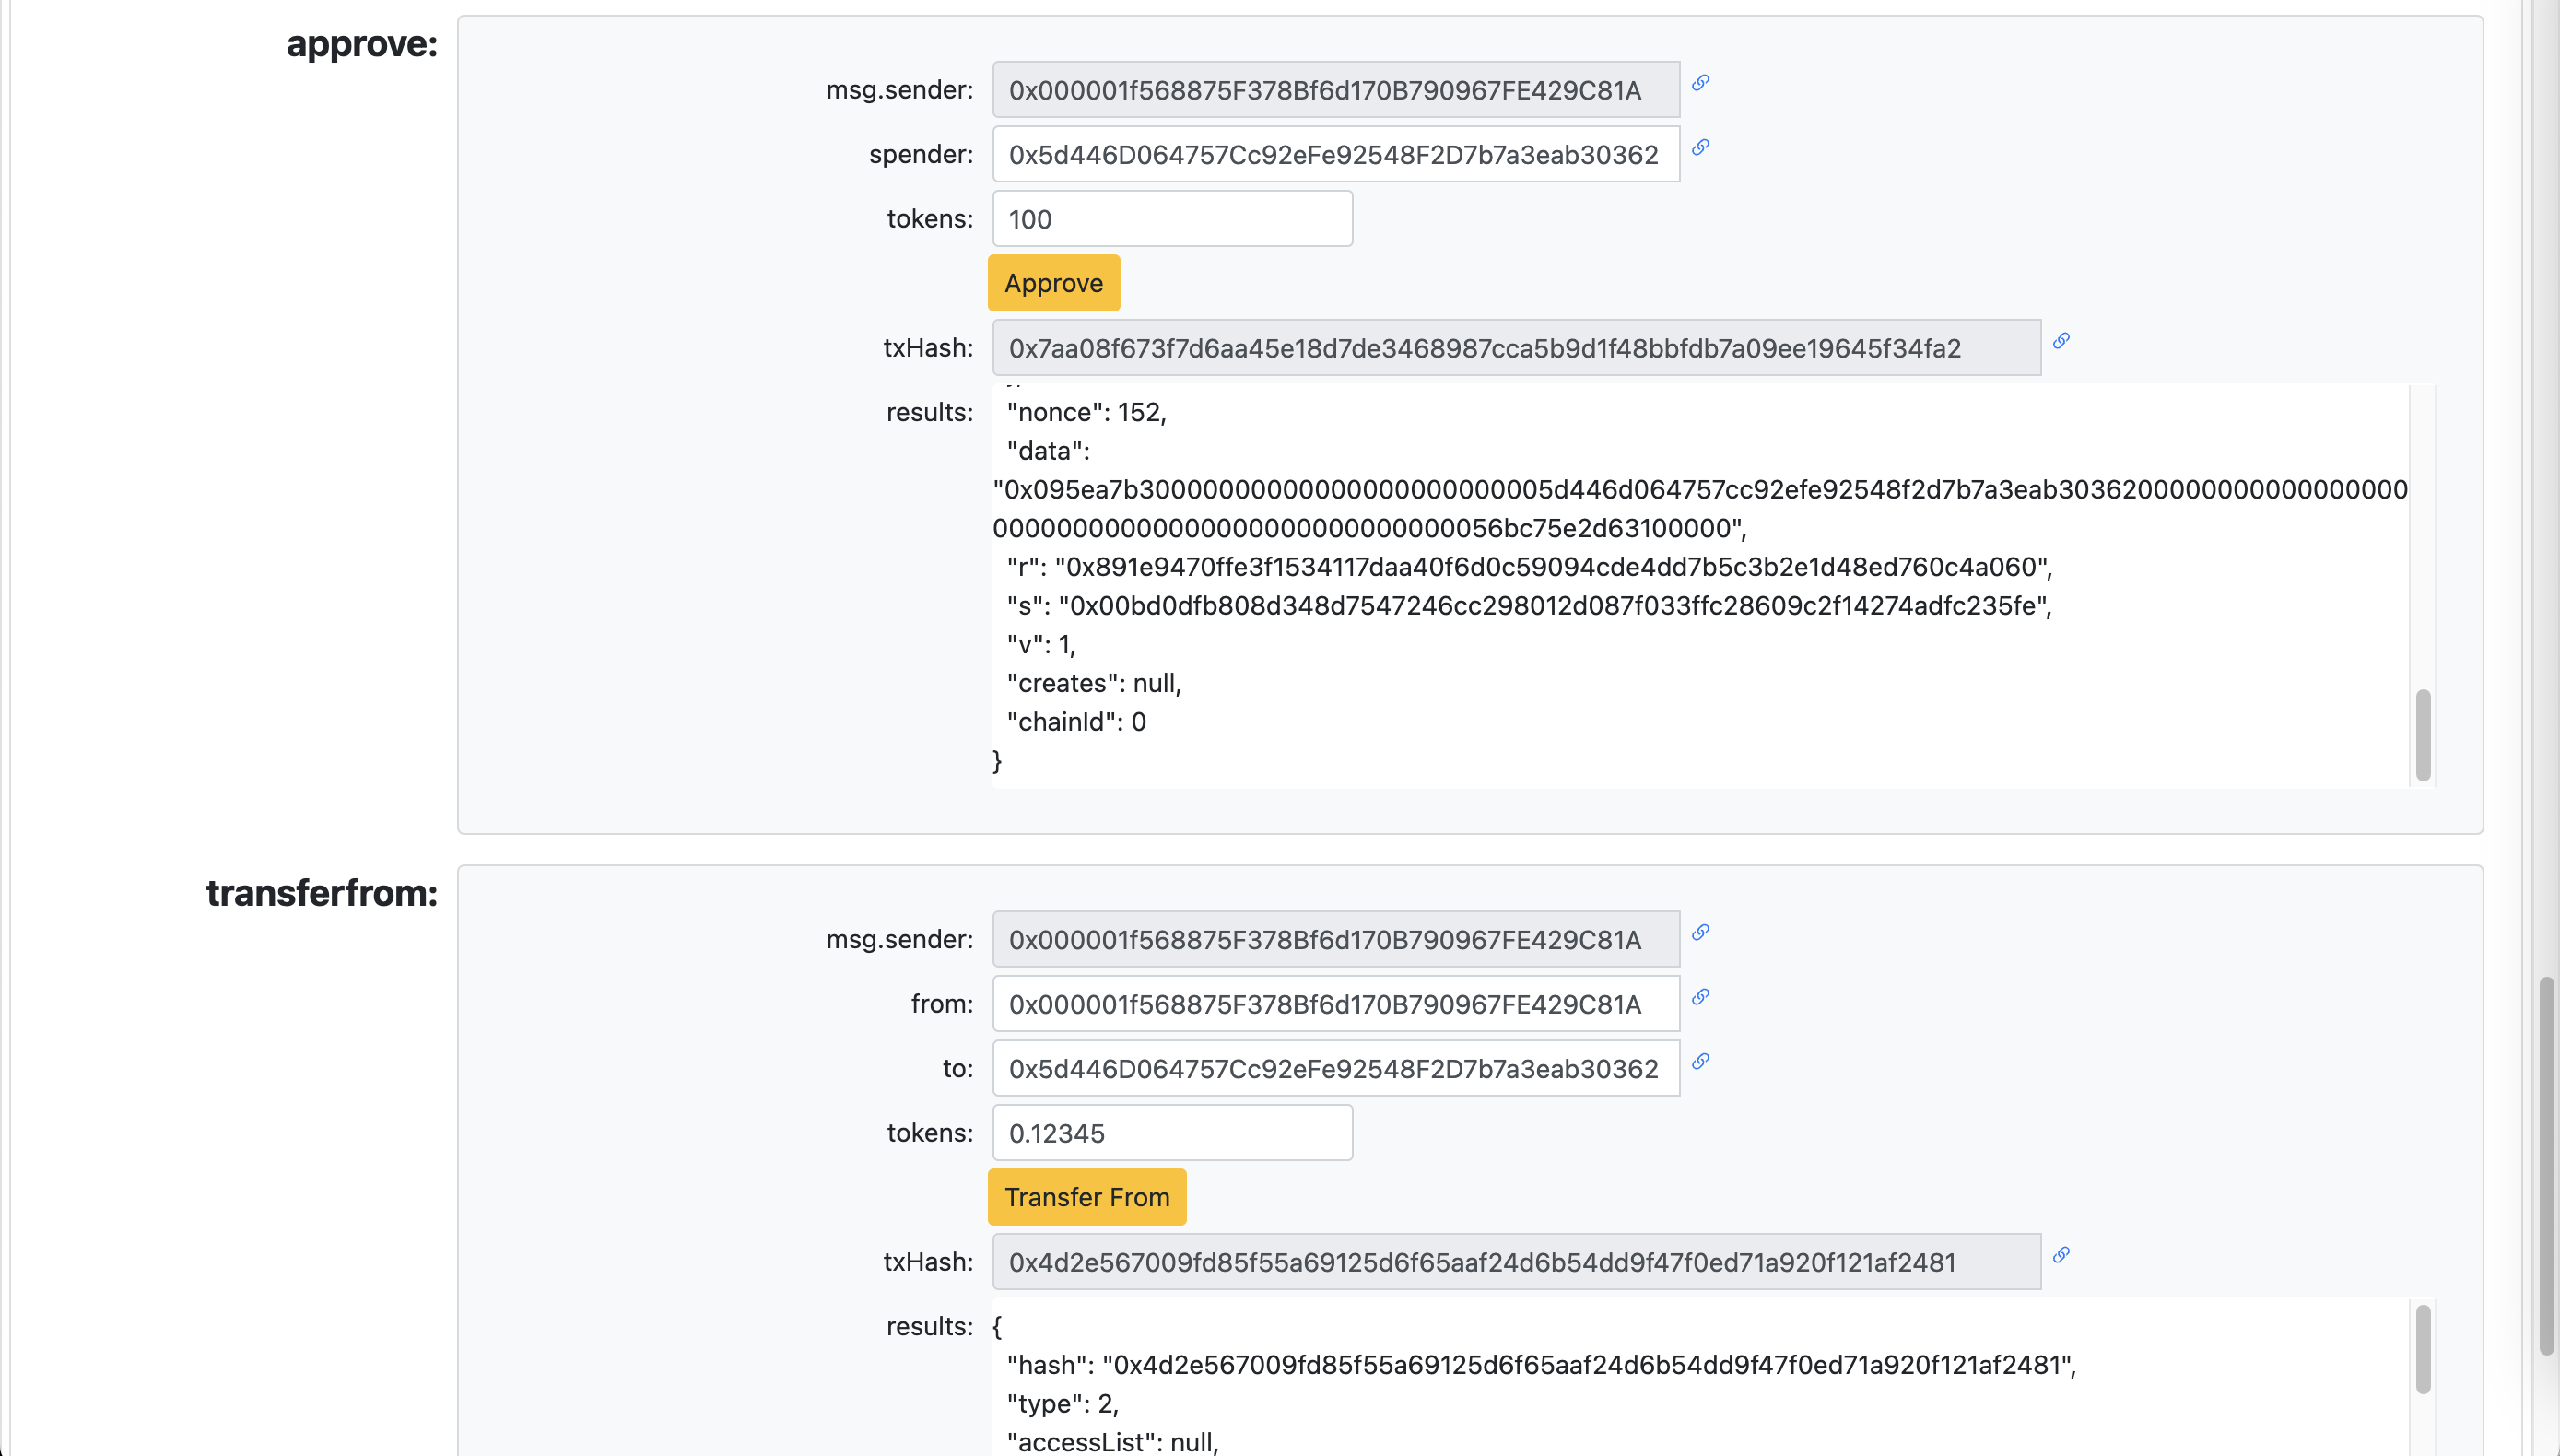 approve:
msg.sender: 0x000001f568875F378Bf6d170B790967FE429C81A
spender: 0x5d446D064757Cc92eFe92548F2D7b7a3eab30362
tokens: 100
Approve
txHash: 0x7aa08f673f7d6aa45e18d7de3468987cca5b9d1f48bbfdb7a09ee19645f34fa2
results: "nonce": 152,
"data":
"0x095ea7b30000000000000000000000005d446d064757cc92efe92548f2d7b7a3eab30362000000000000000000
0000000000000000000000000000056bc75e2d63100000",
"r": "0x891e9470ffe3f1534117daa40f6d0c59094cde4dd7b5c3b2e1d48ed760c4a060",
"s": "0x00bd0dfb808d348d7547246cc298012d087f033ffc28609c2f14274adfc235fe",
"v": 1,
"creates": null,
"chainId": 0
}
transferfrom:
msg.sender: 0x000001f568875F378Bf6d170B790967FE429C81A
from: 0x000001f568875F378Bf6d170B790967FE429C81A
to: 0x5d446D064757Cc92eFe92548F2D7b7a3eab30362
tokens: 0.12345
Transfer From
txHash: 0x4d2e567009fd85f55a69125d6f65aaf24d6b54dd9f47f0ed71a920f121af2481
results: {
"hash": "0x4d2e567009fd85f55a69125d6f65aaf24d6b54dd9f47f0ed71a920f121af2481",
"type": 2,
"accessList": null,